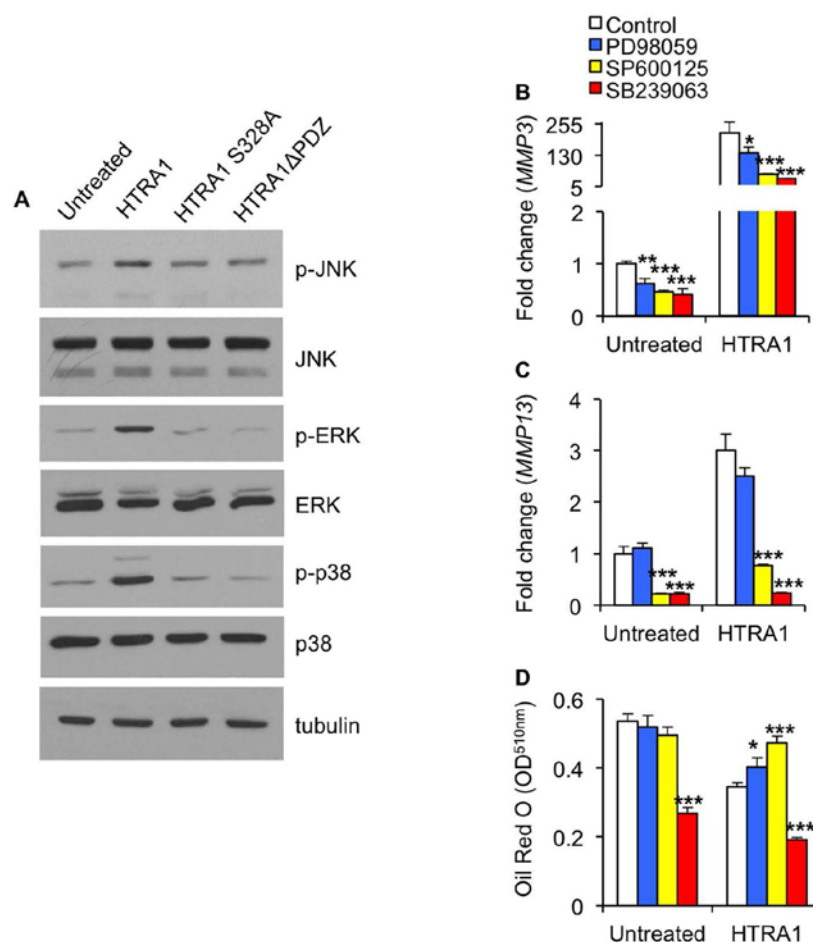 A
Untreated
HTRA1
HTRA1 S328A
HTRA1ΔPDZ
p-JNK
JNK
p-ERK
ERK
p-p38
p38
tubulin
Control
PD98059
SP600125
SB239063
B
Fold change (MMP3)
255
130
5
2
1
0
**
***
***
*
***
***
Untreated
HTRA1
C
Fold change (MMP13)
4
3
2
1
0
***
***
***
***
Untreated
HTRA1
D
Oil Red O (OD510nm)
0.6
0.4
0.2
0
***
*
***
***
Untreated
HTRA1